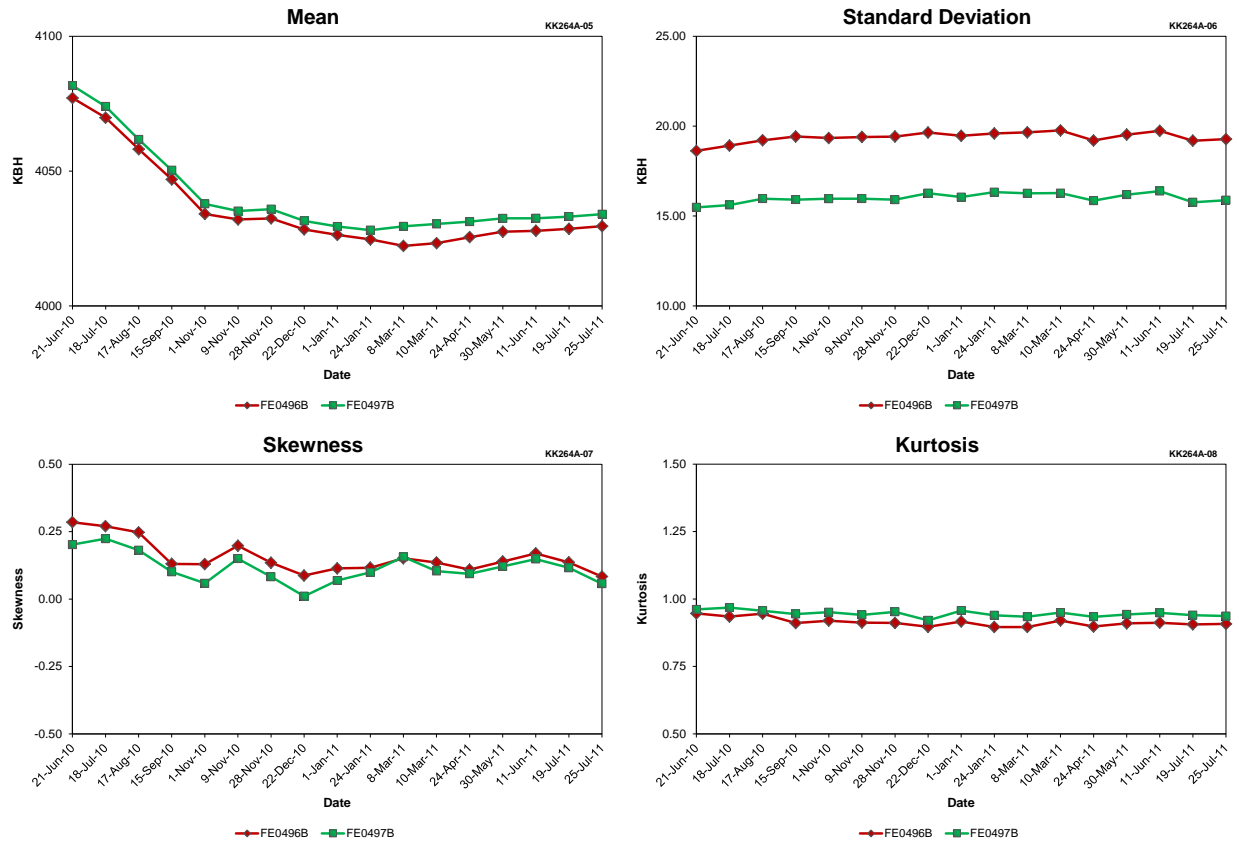 Mean
KK264A-05
4100
4050
4000
KBH
21-Jun-10
18-Jul-10
17-Aug-10
15-Sep-10
1-Nov-10
9-Nov-10
28-Nov-10
22-Dec-10
1-Jan-11
24-Jan-11
8-Mar-11
10-Mar-11
24-Apr-11
30-May-11
11-Jun-11
19-Jul-11
25-Jul-11
Date
FE0496B FE0497B
Standard Deviation
KK264A-06
25.00
20.00
15.00
10.00
KBH
21-Jun-10
18-Jul-10
17-Aug-10
15-Sep-10
1-Nov-10
9-Nov-10
28-Nov-10
22-Dec-10
1-Jan-11
24-Jan-11
8-Mar-11
10-Mar-11
24-Apr-11
30-May-11
11-Jun-11
19-Jul-11
25-Jul-11
Date
FE0496B FE0497B
Skewness
KK264A-07
0.50
0.25
0.00
-0.25
-0.50
Skewness
21-Jun-10
18-Jul-10
17-Aug-10
15-Sep-10
1-Nov-10
9-Nov-10
28-Nov-10
22-Dec-10
1-Jan-11
24-Jan-11
8-Mar-11
10-Mar-11
24-Apr-11
30-May-11
11-Jun-11
19-Jul-11
25-Jul-11
Date
FE0496B FE0497B
Kurtosis
KK264A-08
1.50
1.25
1.00
0.75
0.50
Kurtosis
21-Jun-10
18-Jul-10
17-Aug-10
15-Sep-10
1-Nov-10
9-Nov-10
28-Nov-10
22-Dec-10
1-Jan-11
24-Jan-11
8-Mar-11
10-Mar-11
24-Apr-11
30-May-11
11-Jun-11
19-Jul-11
25-Jul-11
Date
FE0496B FE0497B